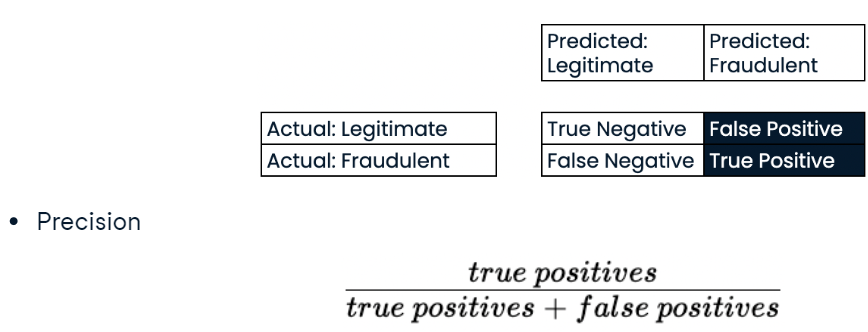 Predicted: Predicted:
Legitimate Fraudulent
Actual: Legitimate True Negative False Positive
Actual: Fraudulent False Negative True Positive
• Precision
true positives
true positives + false positives